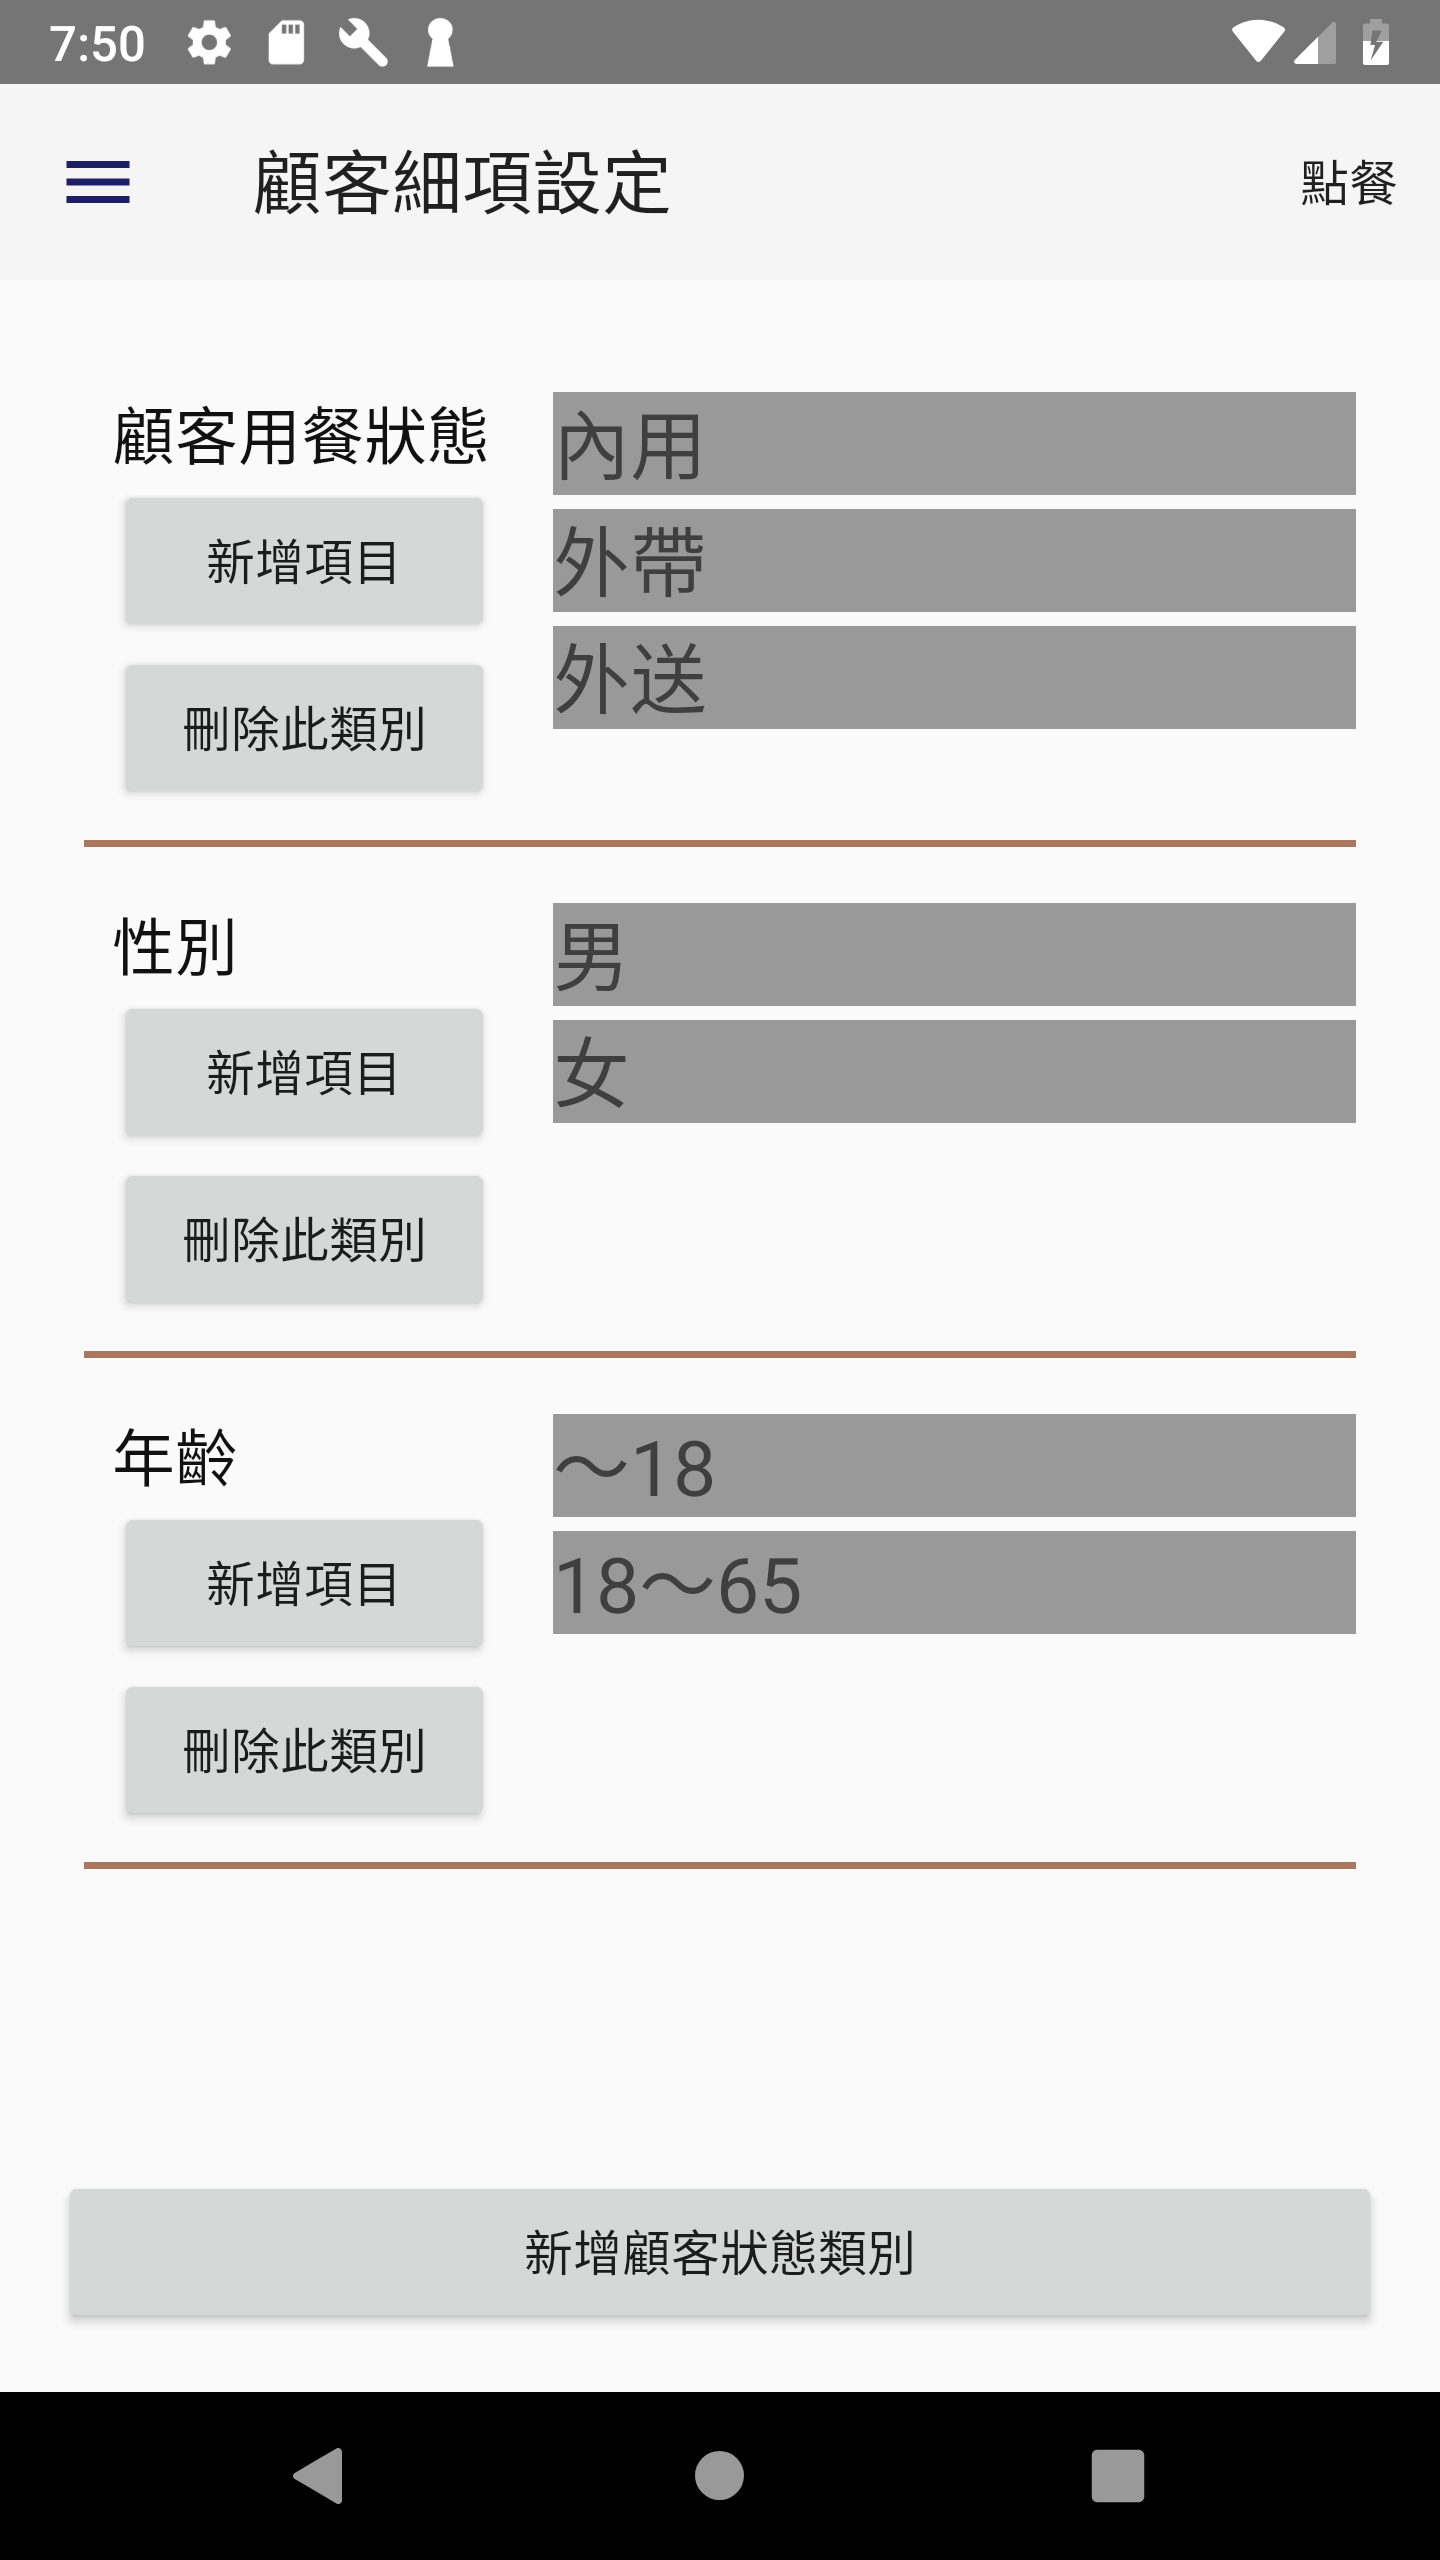 7:50
顧客細項設定
點餐
顧客用餐狀態
內用
新增項目
外帶
刪除此類別
外送
性別
男
新增項目
女
刪除此類別
年齡
～18
新增項目
18～65
刪除此類別
新增顧客狀態類別